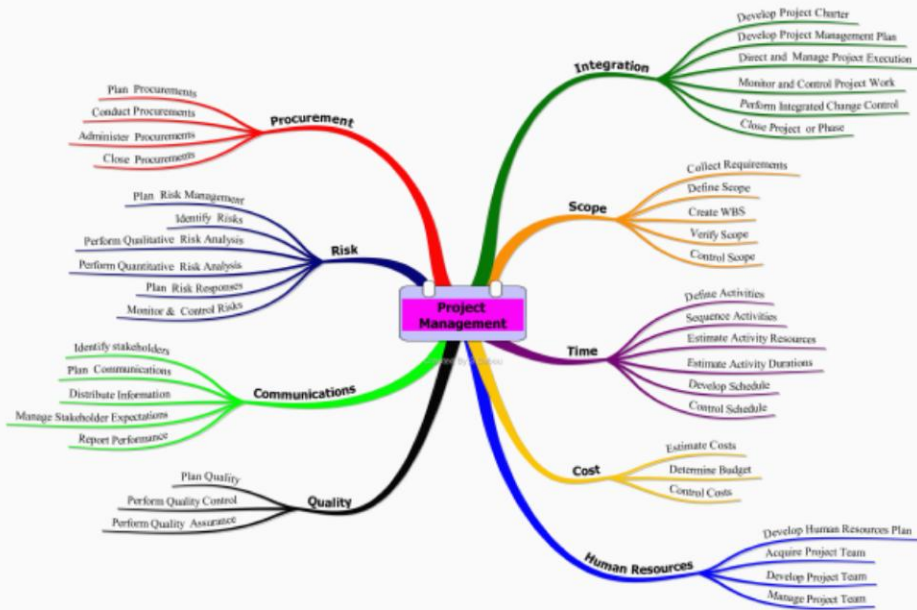 Project
Management
Integration
Develop Project Charter
Develop Project Management Plan
Direct and Manage Project Execution
Monitor and Control Project Work
Perform Integrated Change Control
Close Project or Phase
Scope
Collect Requirements
Define Scope
Create WBS
Verify Scope
Control Scope
Time
Define Activities
Sequence Activities
Estimate Activity Resources
Estimate Activity Durations
Develop Schedule
Control Schedule
Cost
Estimate Costs
Determine Budget
Control Costs
Human Resources
Develop Human Resources Plan
Acquire Project Team
Develop Project Team
Manage Project Team
Procurement
Plan Procurements
Conduct Procurements
Administer Procurements
Close Procurements
Risk
Plan Risk Management
Identify Risks
Perform Qualitative Risk Analysis
Perform Quantitative Risk Analysis
Plan Risk Responses
Monitor & Control Risks
Communications
Identify stakeholders
Plan Communications
Distribute Information
Manage Stakeholder Expectations
Report Performance
Quality
Plan Quality
Perform Quality Control
Perform Quality Assurance